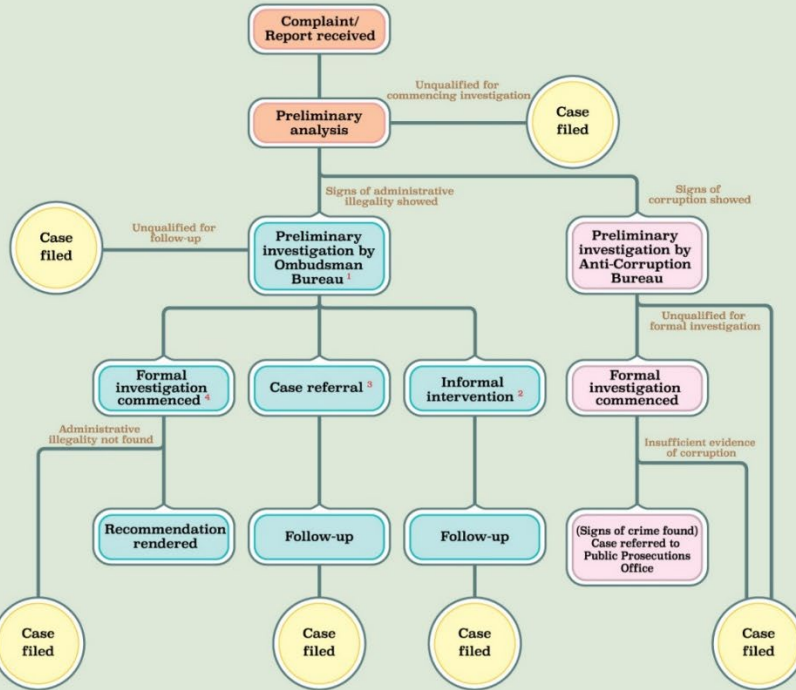 Complaint/
Report received
Unqualified for
commencing investigation
Case
filed
Preliminary
analysis
Signs of administrative
illegality showed
Signs of
corruption showed
Case
filed
Unqualified for
follow-up
Preliminary
investigation by
Ombudsman
Bureau 1
Preliminary
investigation by
Anti-Corruption
Bureau
Unqualified for
formal investigation
Formal
investigation
commenced 4
Case referral 3
Informal
intervention 2
Formal
investigation
commenced
Administrative
illegality not found
Insufficient evidence
of corruption
Recommendation
rendered
Follow-up
Follow-up
(Signs of crime found)
Case referred to
Public Prosecutions
Office
Case
filed
Case
filed
Case
filed
Case
filed